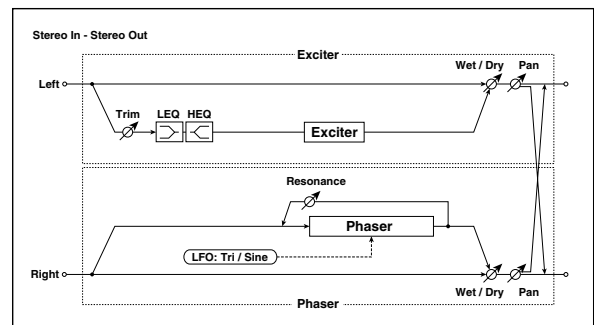 Stereo In - Stereo Out
Exciter
Wet / Dry Pan
Left
Trim LEQ HEQ
Exciter
Resonance
Phaser
LFO: Tri / Sine
Right
Wet / Dry Pan
Phaser